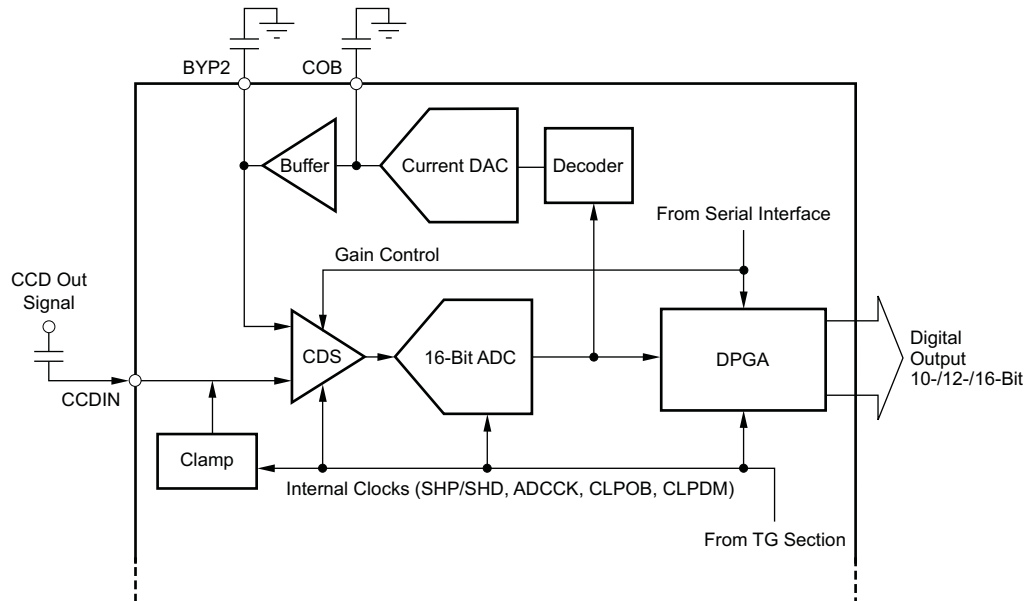 BYP2
COB
Buffer
Current DAC
Decoder
From Serial Interface
Gain Control
CCD Out
Signal
CDS
16-Bit ADC
DPGA
Digital
Output
10-/12-/16-Bit
CCDIN
Clamp
Internal Clocks (SHP/SHD, ADCCK, CLPOB, CLPDM)
From TG Section